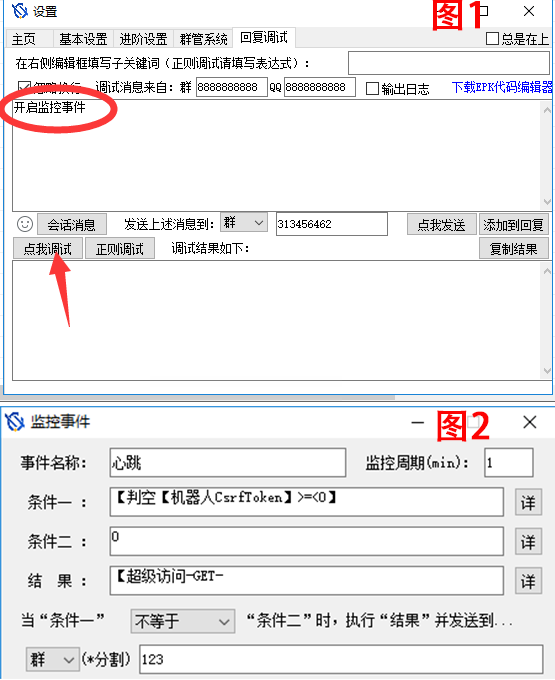 设置
图1
主页 基本设置 进阶设置 群管系统 回复调试 总是在上
在右侧编辑框填写子关键词(正则调试请填写表达式):
忽略执行 调试消息来自: 群 8888888888 QQ 8888888888 输出日志 下载EPK代码编辑器
开启监控事件
会话消息 发送上述消息到: 群 313456462 点我发送 添加到回复
点我调试 正则调试 调试结果如下: 复制结果
监控事件
图2
事件名称: 心跳 监控周期(min): 1
条件一 : 【判空【机器人CsrfToken】>=<0】 详
条件二 : 0 详
结 果 : 【超级访问-GET- 详
当“条件一” 不等于 “条件二”时，执行“结果”并发送到...
群 (*分割) 123